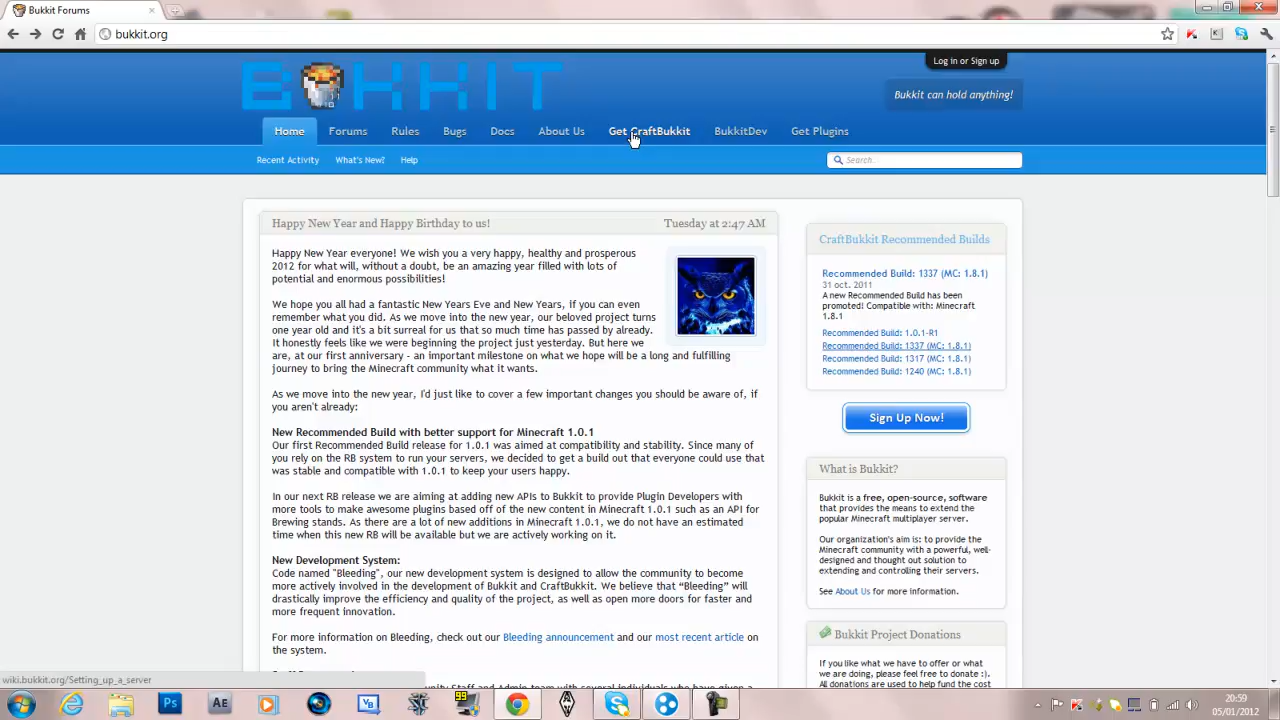 Bukkit Forums
bukkit.org
Log in or Sign up
BUKKIT
Bukkit can hold anything!
Home Forums Rules Bugs Docs About Us Get CraftBukkit BukkitDev Get Plugins
Recent Activity What's New? Help
Search...
Happy New Year and Happy Birthday to us! Tuesday at 2:47 AM
Happy New Year everyone! We wish you a very happy, healthy and prosperous
2012 for what will, without a doubt, be an amazing year filled with lots of
potential and enormous possibilities!
We hope you all had a fantastic New Years Eve and New Years, if you can even
remember what you did. As we move into the new year, our beloved project turns
one year old and it's a bit surreal for us that so much time has passed by already.
It honestly feels like we were beginning the project just yesterday. But here we
are, at our first anniversary - an important milestone on what we hope will be a long and fulfilling
journey to bring the Minecraft community what it wants.
As we move into the new year, I'd just like to cover a few important changes you should be aware of, if
you aren't already:
New Recommended Build with better support for Minecraft 1.0.1
Our first Recommended Build release for 1.0.1 was aimed at compatibility and stability. Since many of
you rely on the RB system to run your servers, we decided to get a build out that everyone could use that
was stable and compatible with 1.0.1 to keep your users happy.
In our next RB release we are aiming at adding new APIs to Bukkit to provide Plugin Developers with
more tools to make awesome plugins based off of the new content in Minecraft 1.0.1 such as an API for
Brewing stands. As there are a lot of new additions in Minecraft 1.0.1, we do not have an estimated
time when this new RB will be available but we are actively working on it.
New Development System:
Code named "Bleeding", our new development system is designed to allow the community to become
more actively involved in the development of Bukkit and CraftBukkit. We believe that “Bleeding” will
drastically improve the efficiency and quality of the project, as well as open more doors for faster and
more frequent innovation.
For more information on Bleeding, check out our Bleeding announcement and our most recent article on
the system.
CraftBukkit Recommended Builds
Recommended Build: 1337 (MC: 1.8.1)
31 oct. 2011
A new Recommended Build has been
promoted! Compatible with: Minecraft
1.8.1
Recommended Build: 1.0.1-R1
Recommended Build: 1337 (MC: 1.8.1)
Recommended Build: 1317 (MC: 1.8.1)
Recommended Build: 1240 (MC: 1.8.1)
Sign Up Now!
What is Bukkit?
Bukkit is a free, open-source, software
that provides the means to extend the
popular Minecraft multiplayer server.
Our organization's aim is: to provide the
Minecraft community with a powerful, well-
designed and thought out solution to
extending and controlling their servers.
See About Us for more information.
Bukkit Project Donations
If you like what we have to offer or what
we are doing, feel free to donate :).
All donations are used to help fund the cost
wiki.bukkit.org/Setting_up_a_server
Ps
AE
VB
99
20:59
05/01/2012